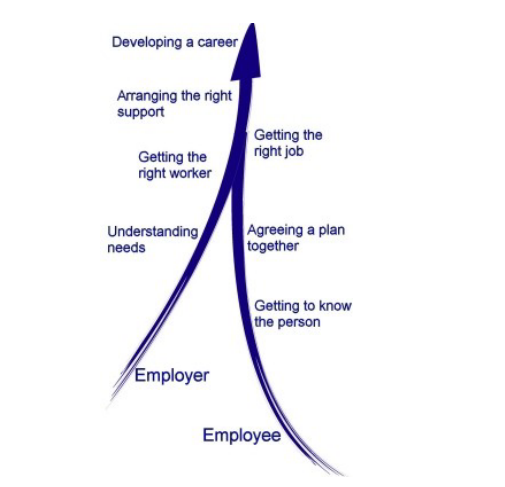 Developing a career
Arranging the right
support
Getting the
right job
Getting the
right worker
Understanding
needs
Agreeing a plan
together
Getting to know
the person
Employer
Employee